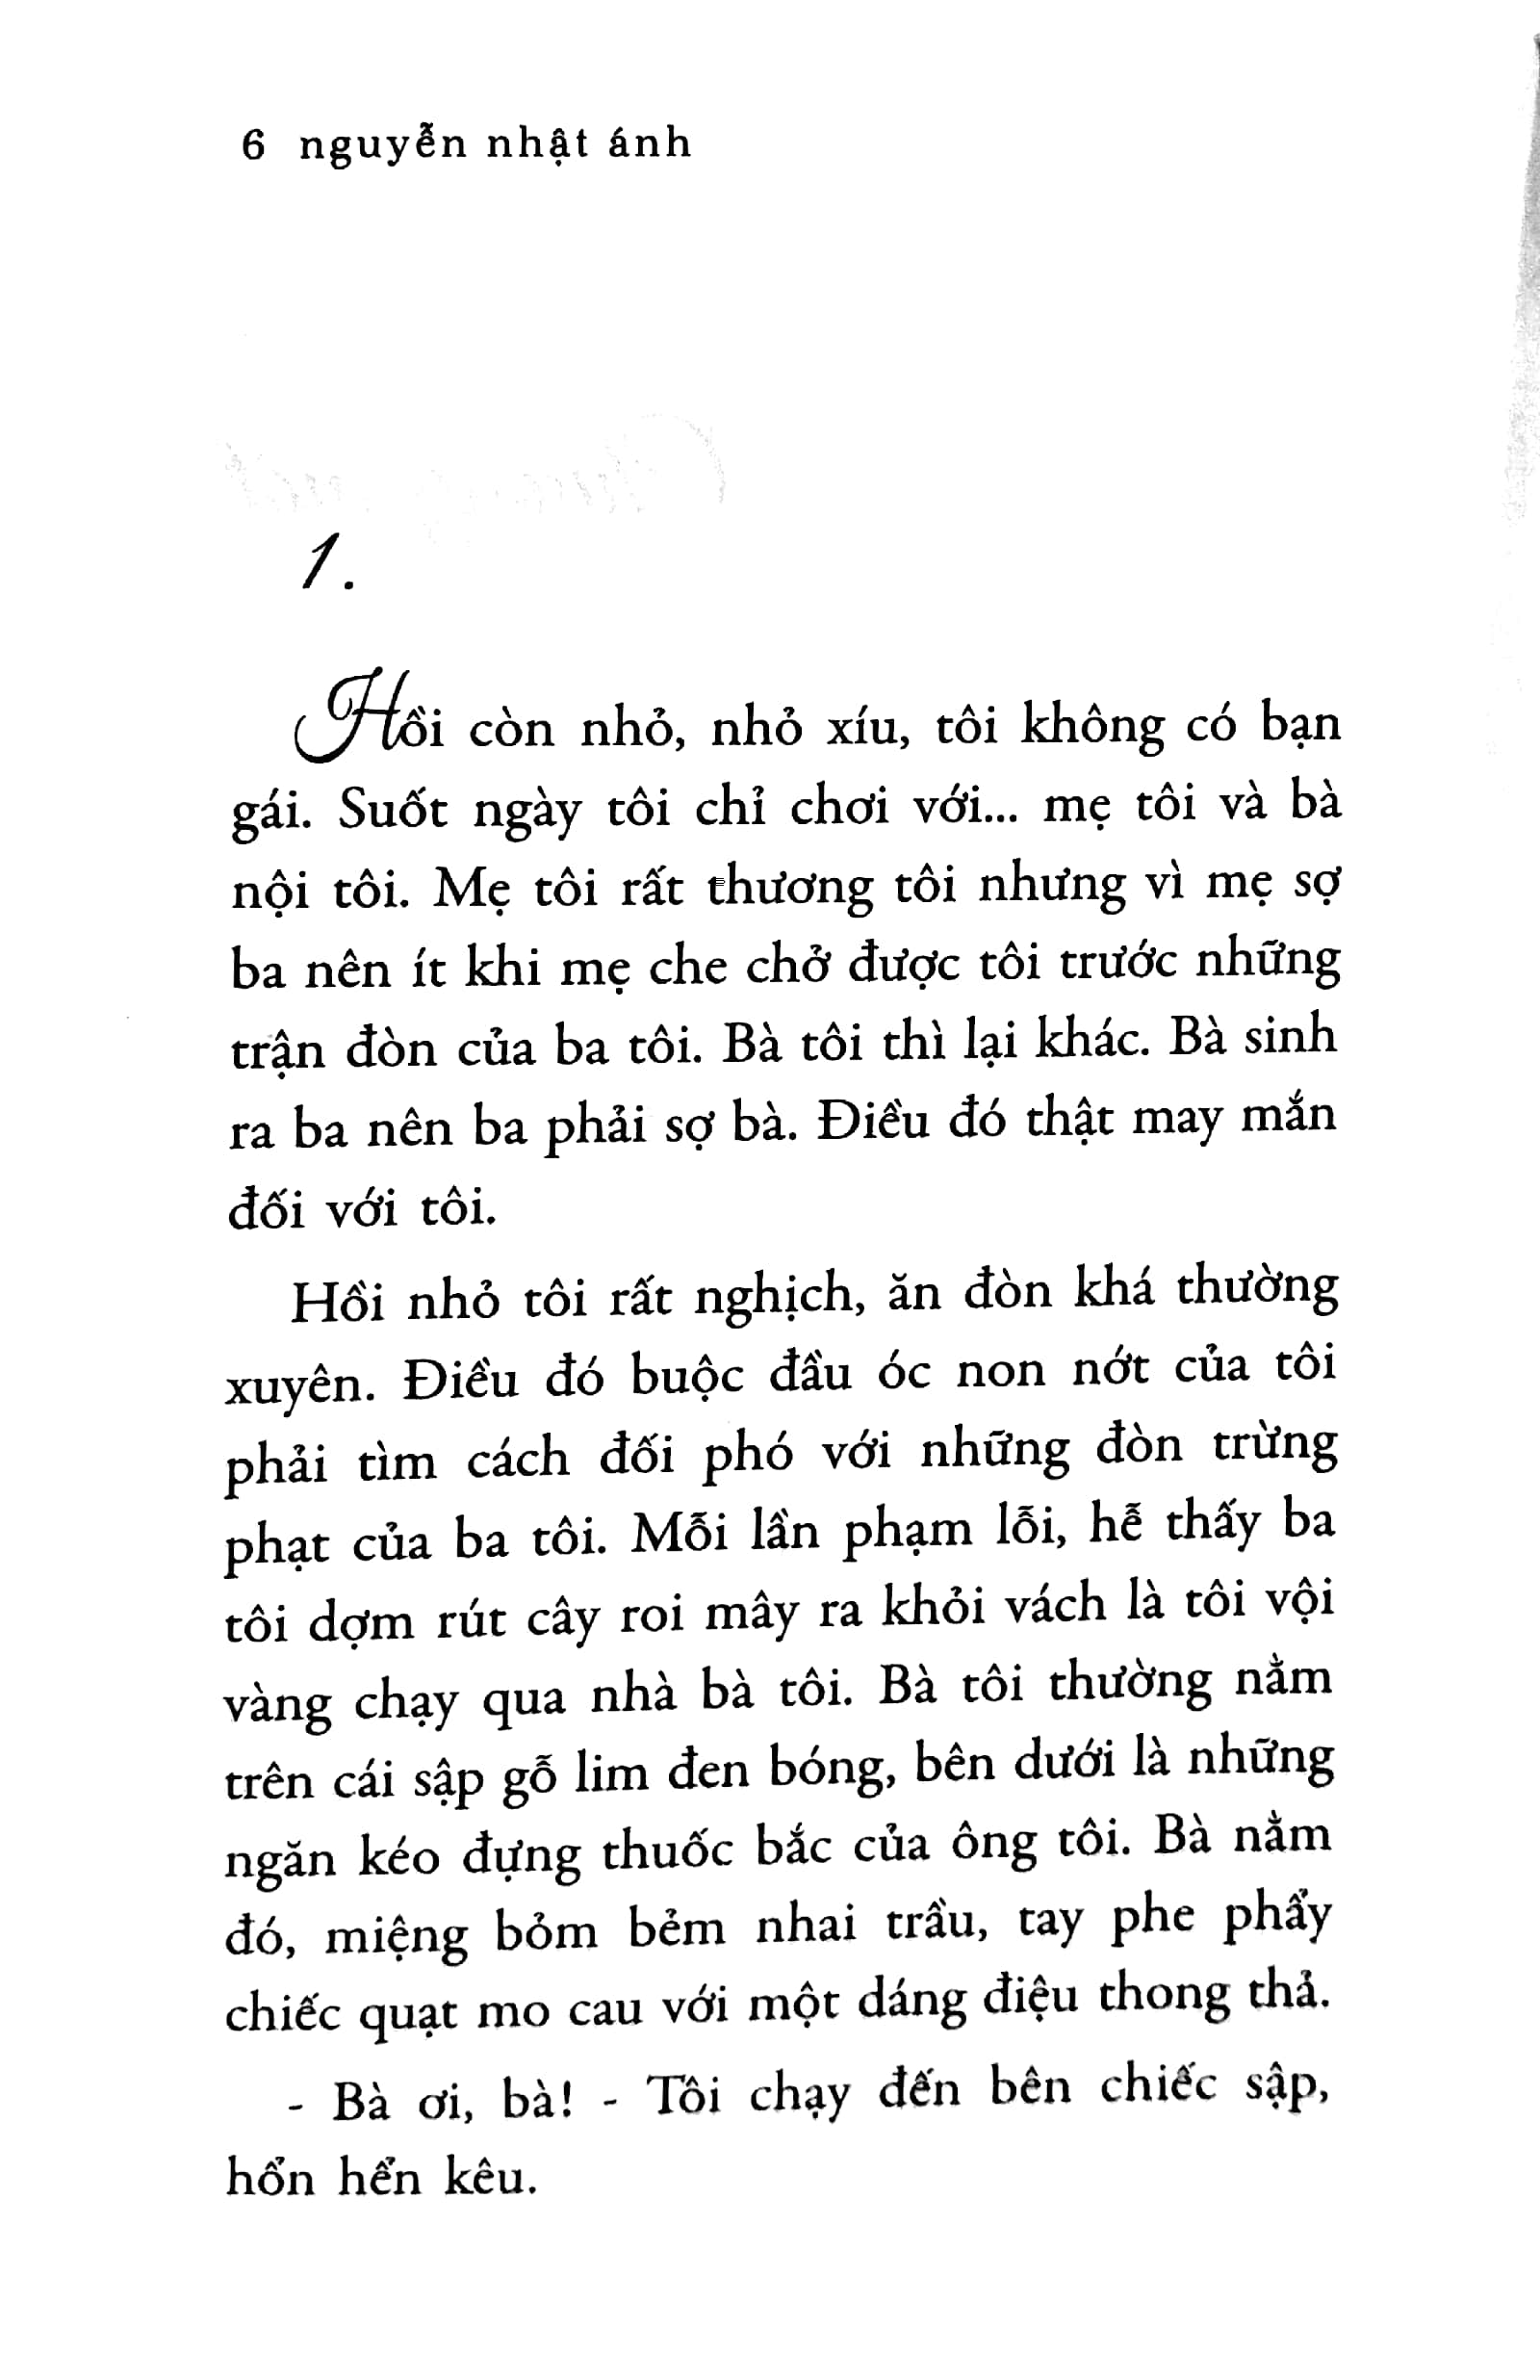 6 nguyễn nhật ánh
1.
Hồi còn nhỏ, nhỏ xíu, tôi không có bạn
gái. Suốt ngày tôi chỉ chơi với... mẹ tôi và bà
nội tôi. Mẹ tôi rất thương tôi nhưng vì mẹ sợ
ba nên ít khi mẹ che chở được tôi trước những
trận đòn của ba tôi. Bà tôi thì lại khác. Bà sinh
ra ba nên ba phải sợ bà. Điều đó thật may mắn
đối với tôi.
Hồi nhỏ tôi rất nghịch, ăn đòn khá thường
xuyên. Điều đó buộc đầu óc non nớt của tôi
phải tìm cách đối phó với những đòn trừng
phạt của ba tôi. Mỗi lần phạm lỗi, hễ thấy ba
tôi dợm rút cây roi mây ra khỏi vách là tôi vội
vàng chạy qua nhà bà tôi. Bà tôi thường nằm
trên cái sập gỗ lim đen bóng, bên dưới là những
ngăn kéo đựng thuốc bắc của ông tôi. Bà nằm
đó, miệng bỏm bẻm nhai trầu, tay phe phẩy
chiếc quạt mo cau với một dáng điệu thong thả.
- Bà ơi, bà! - Tôi chạy đến bên chiếc sập,
hổn hển kêu.